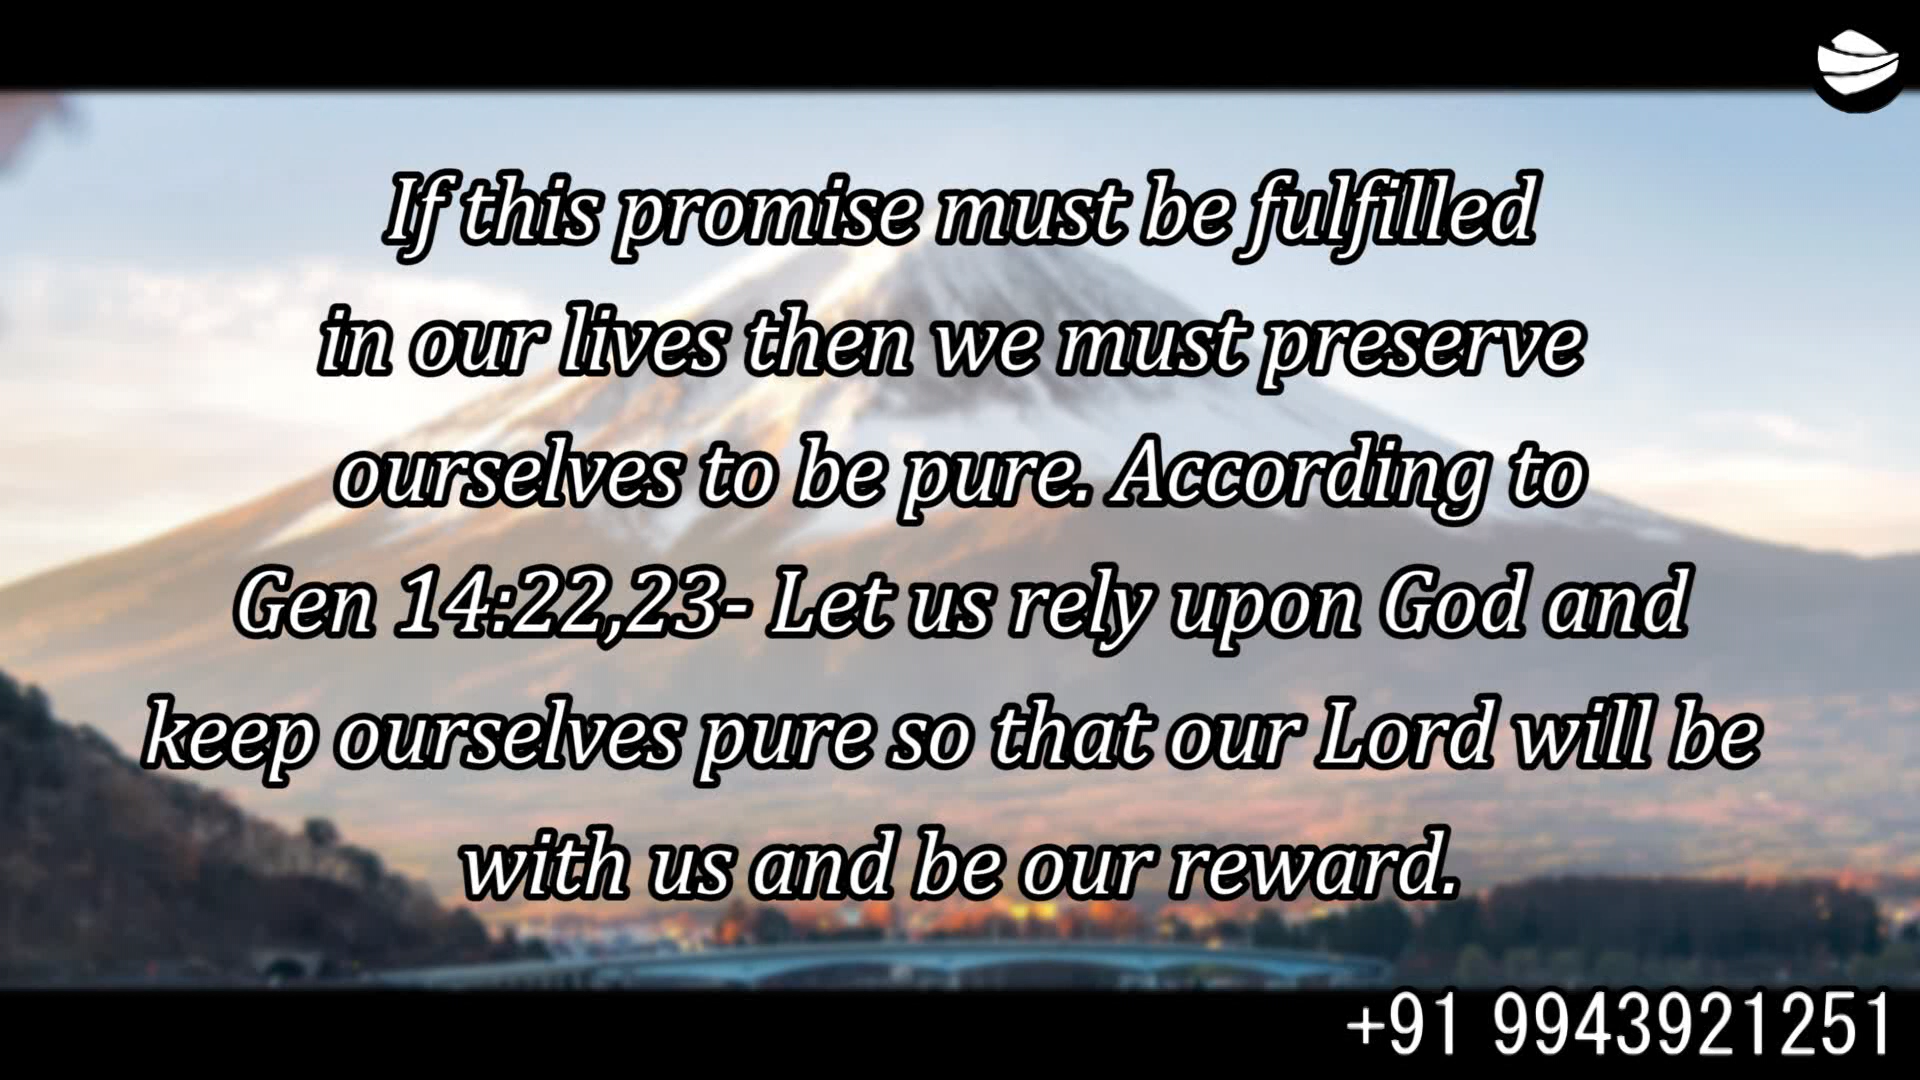 If this promise must be fulfilled
in our lives then we must preserve
ourselves to be pure. According to
Gen 14:22,23- Let us rely upon God and
keep ourselves pure so that our Lord will be
with us and be our reward.
+91 9943921251